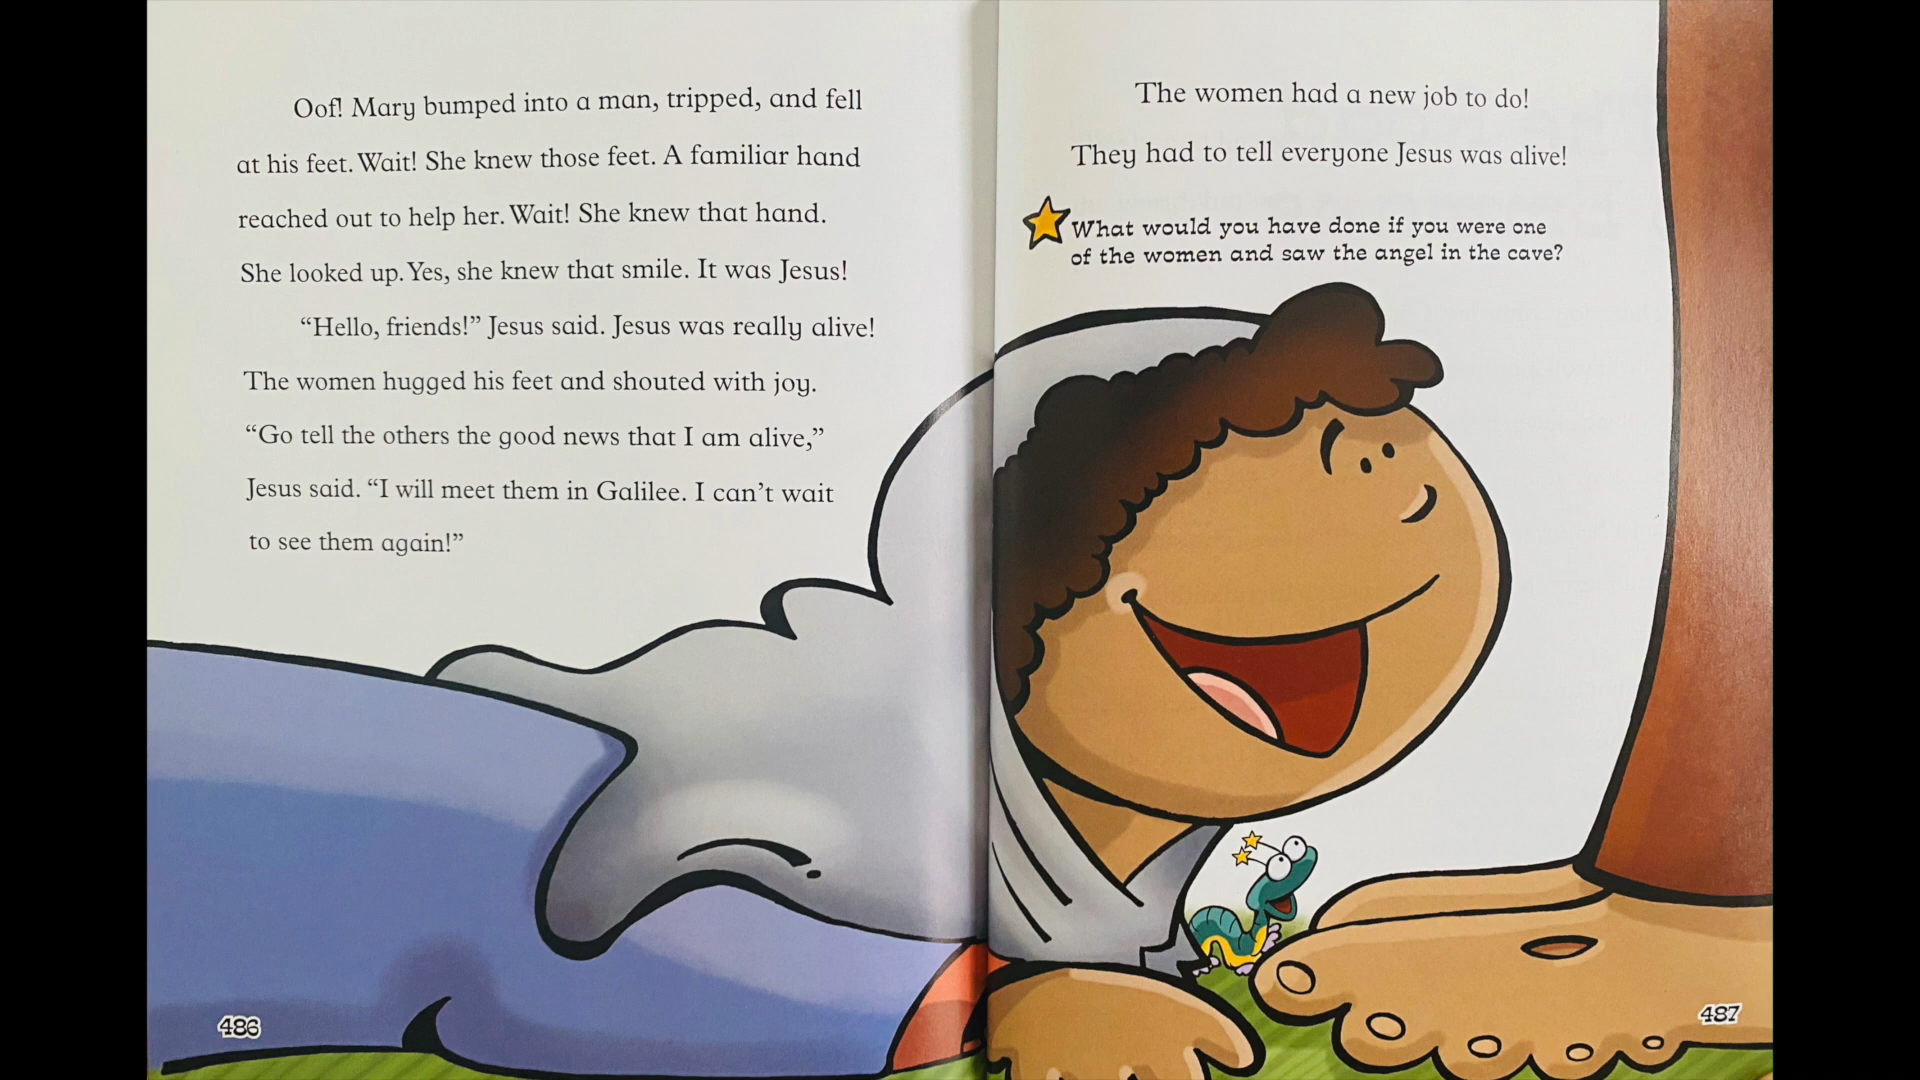 Oof! Mary bumped into a man, tripped, and fell
at his feet. Wait! She knew those feet. A familiar hand
reached out to help her. Wait! She knew that hand.
She looked up. Yes, she knew that smile. It was Jesus!
“Hello, friends!” Jesus said. Jesus was really alive!
The women hugged his feet and shouted with joy.
“Go tell the others the good news that I am alive,”
Jesus said. “I will meet them in Galilee. I can’t wait
to see them again!”
486
The women had a new job to do!
They had to tell everyone Jesus was alive!
What would you have done if you were one
of the women and saw the angel in the cave?
487